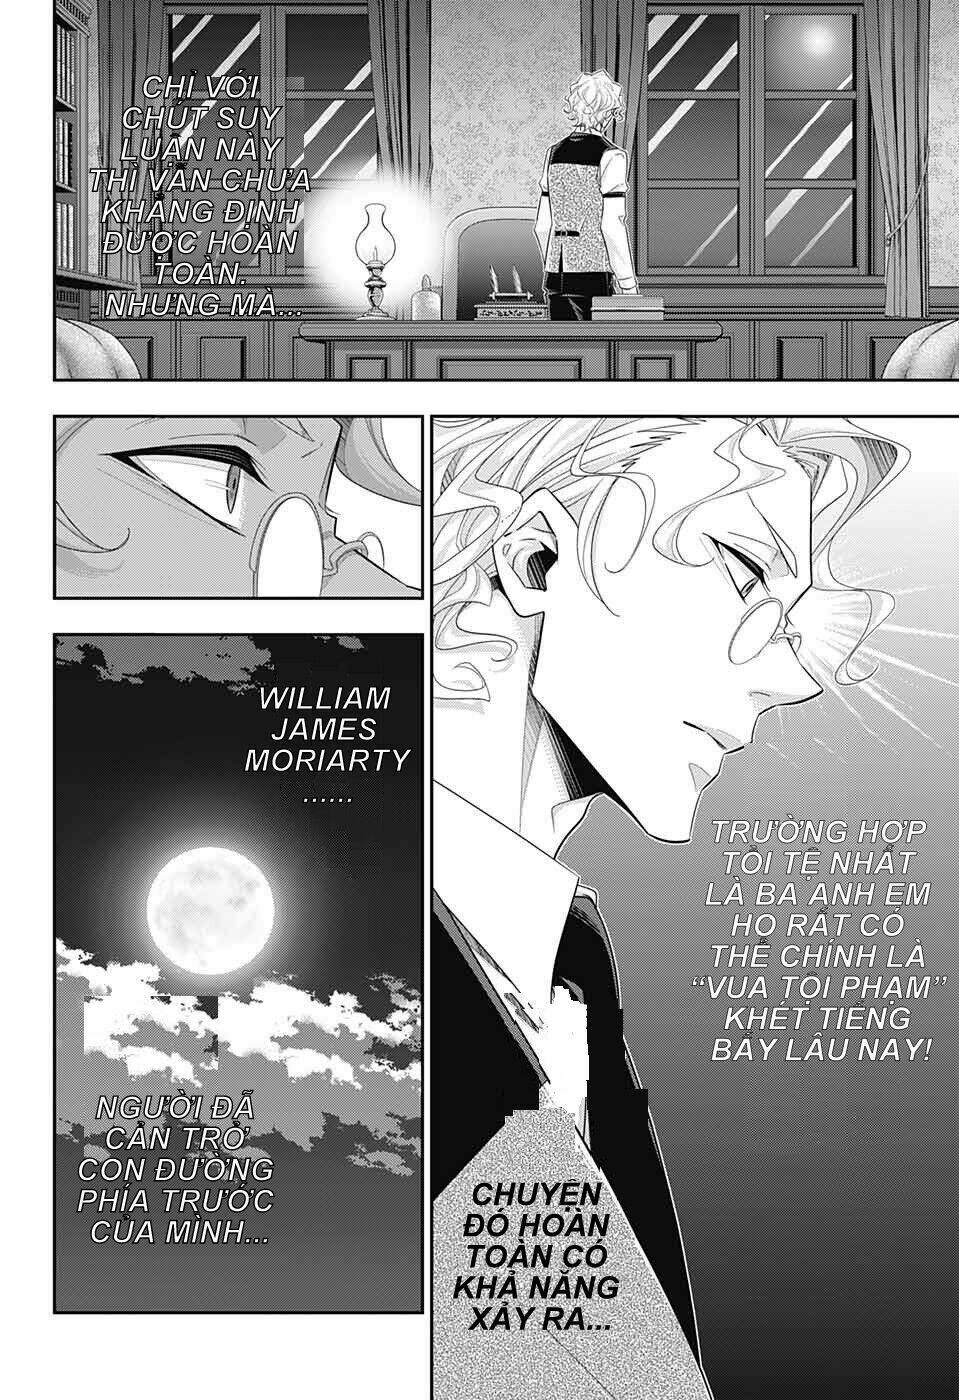 CHỈ VỚI
CHÚT SUY
LUẬN NÀY
THÌ VẪN CHƯA
KHẲNG ĐỊNH
ĐƯỢC HOÀN
TOÀN.
NHƯNG MÀ...
TRƯỜNG HỢP
TỒI TỆ NHẤT
LÀ BA ANH EM
HỌ RẤT CÓ
THỂ CHÍNH LÀ
“VUA TỘI PHẠM”
KHÉT TIẾNG
BẤY LÂU NAY!
CHUYỆN
ĐÓ HOÀN
TOÀN CÓ
KHẢ NĂNG
XẢY RA...
WILLIAM
JAMES
MORIARTY
......
NGƯỜI ĐÃ
CẢN TRỞ
CON ĐƯỜNG
PHÍA TRƯỚC
CỦA MÌNH...